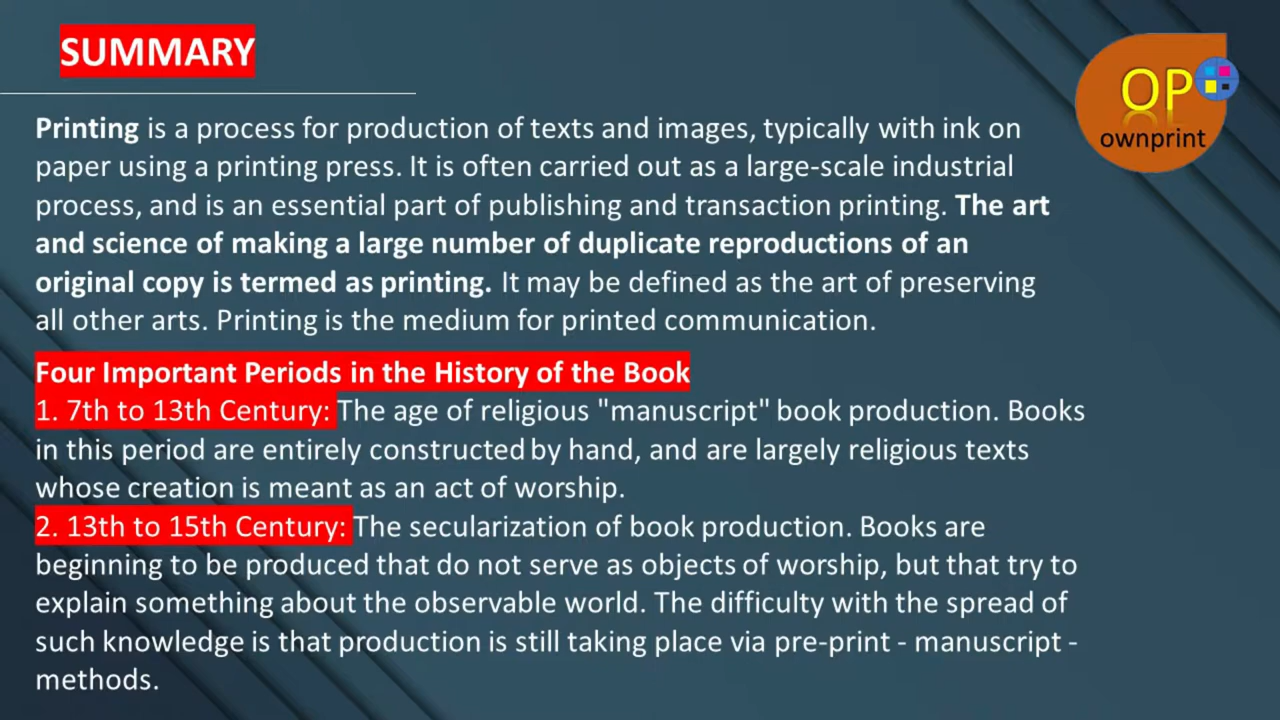 SUMMARY
OP
ownprint
Printing is a process for production of texts and images, typically with ink on
paper using a printing press. It is often carried out as a large-scale industrial
process, and is an essential part of publishing and transaction printing. The art
and science of making a large number of duplicate reproductions of an
original copy is termed as printing. It may be defined as the art of preserving
all other arts. Printing is the medium for printed communication.
Four Important Periods in the History of the Book
1. 7th to 13th Century: The age of religious "manuscript" book production. Books
in this period are entirely constructed by hand, and are largely religious texts
whose creation is meant as an act of worship.
2. 13th to 15th Century: The secularization of book production. Books are
beginning to be produced that do not serve as objects of worship, but that try to
explain something about the observable world. The difficulty with the spread of
such knowledge is that production is still taking place via pre-print - manuscript -
methods.